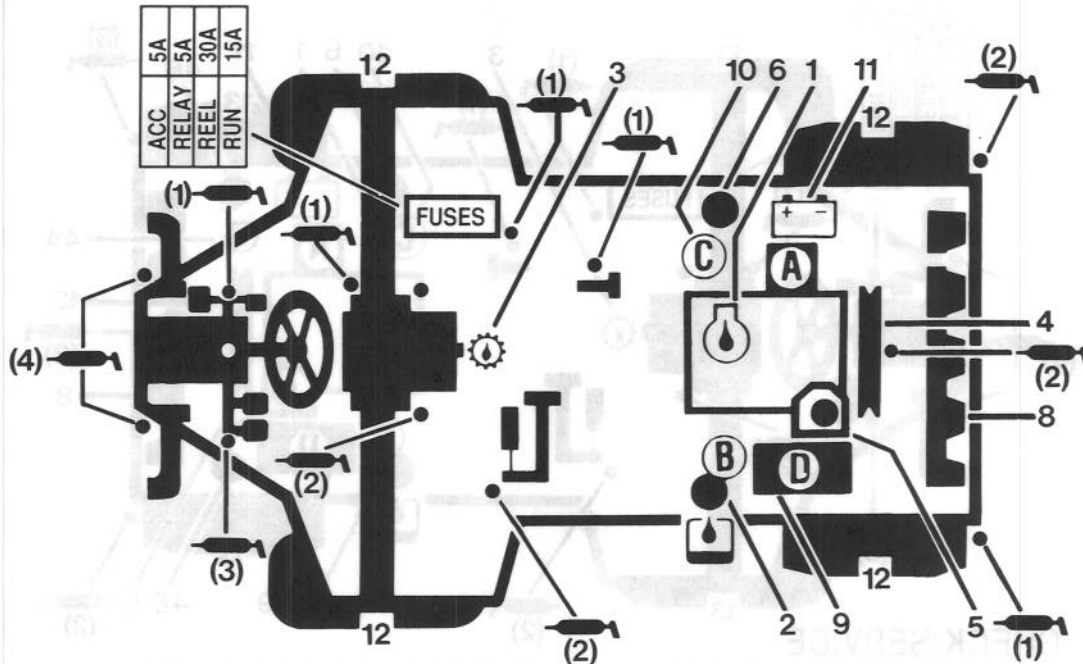 ACC 5A
RELAY 5A
REEL 30A
RUN 15A
12
(1)
3
10
6
1
11
(2)
(1)
12
(1)
(1)
FUSES
+ −
C
A
4
(4)
(2)
8
(2)
B
D
(3)
12
(2)
2
9
12
5
(1)